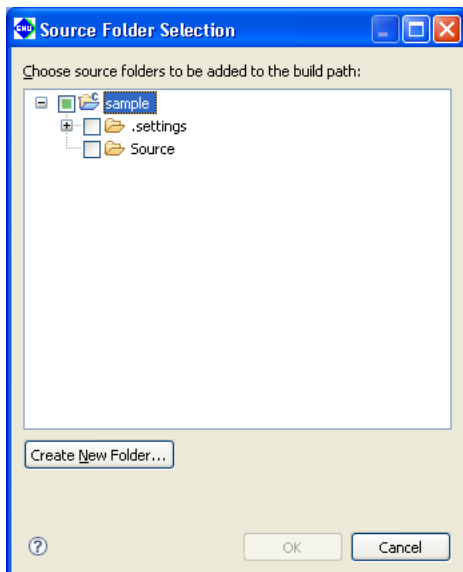 GNU Source Folder Selection
Choose source folders to be added to the build path:
sample
.settings
Source
Create New Folder...
OK
Cancel